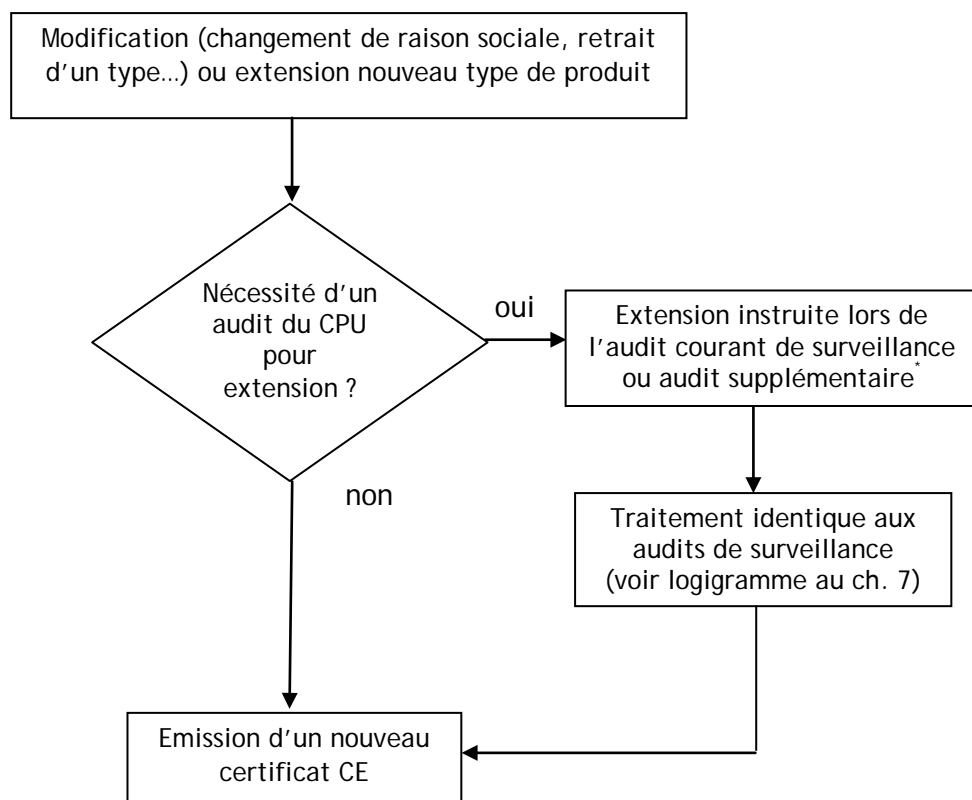 Modification (changement de raison sociale, retrait
d'un type...) ou extension nouveau type de produit
Nécessité d'un
audit du CPU
pour
extension ?
oui
Extension instruite lors de
l'audit courant de surveillance
ou audit supplémentaire*
non
Traitement identique aux
audits de surveillance
(voir logigramme au ch. 7)
Emission d'un nouveau
certificat CE